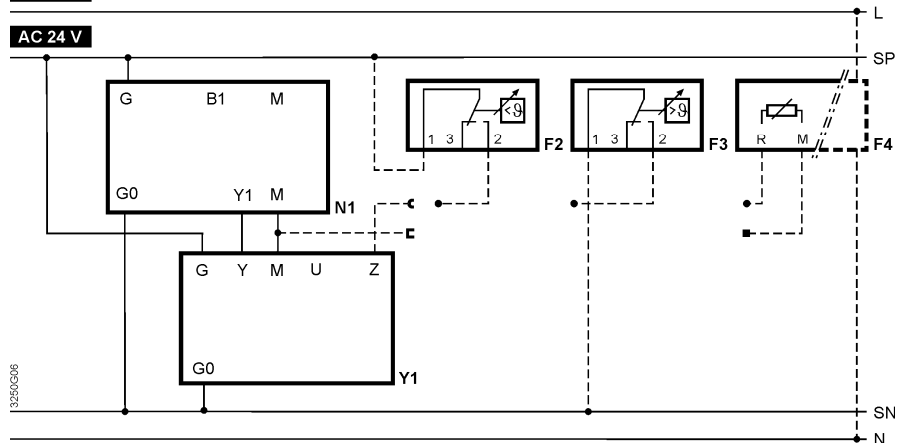 L
AC 24 V
SP
G B1 M
G0 Y1 M
N1
<ϑ
1 3 2
F2
<ϑ
1 3 2
F3
R M
F4
G Y M U Z
G0
Y1
3250G06
SN
N